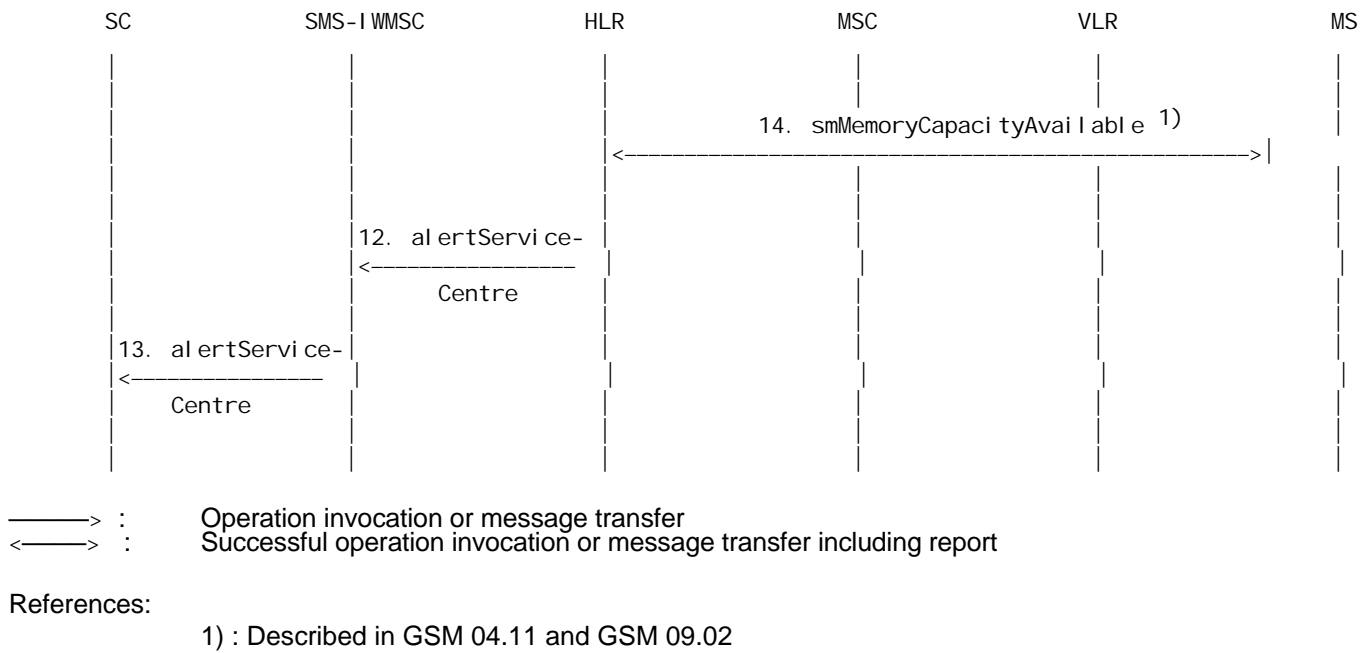 SC SMS-IWMSC HLR MSC VLR MS
14. smMemoryCapacityAvailable 1)
<---------------------------------------------------->
12. alertService-
<-----------------
Centre
13. alertService-
<----------------
Centre
————> : Operation invocation or message transfer
<————> : Successful operation invocation or message transfer including report
References:
1) : Described in GSM 04.11 and GSM 09.02